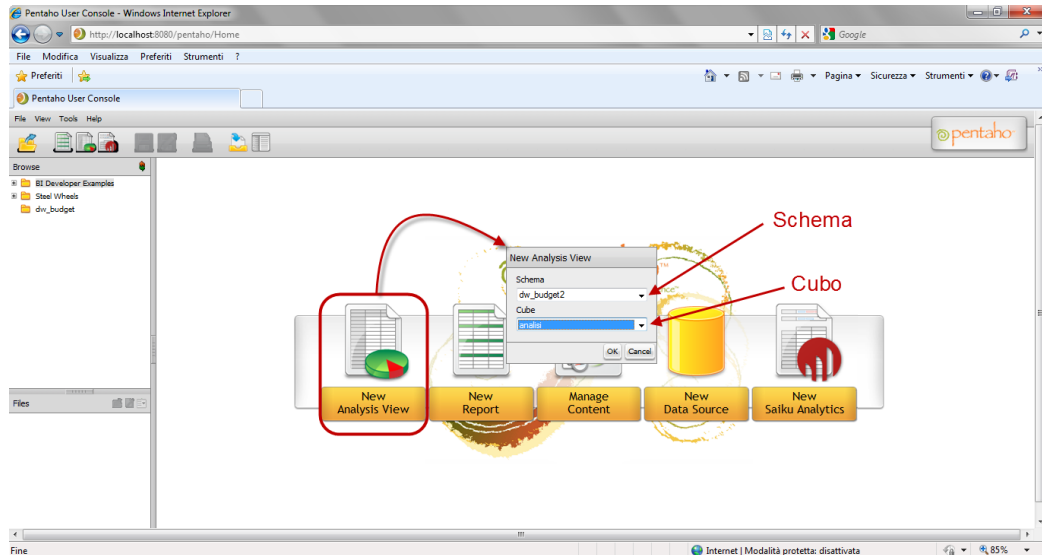 Pentaho User Console - Windows Internet Explorer
http://localhost:8080/pentaho/Home
Google
File Modifica Visualizza Preferiti Strumenti ?
Preferiti
Pagina Sicurezza Strumenti
Pentaho User Console
File View Tools Help
pentaho
Browse
BI Developer Examples
Steel Wheels
dw_budget
Schema
New Analysis View
Schema
dw_budget2
Cube
analisi
OK Cancel
Cubo
New
Analysis View
New
Report
Manage
Content
New
Data Source
New
Saiku Analytics
Files
Fine
Internet | Modalità protetta: disattivata
85%